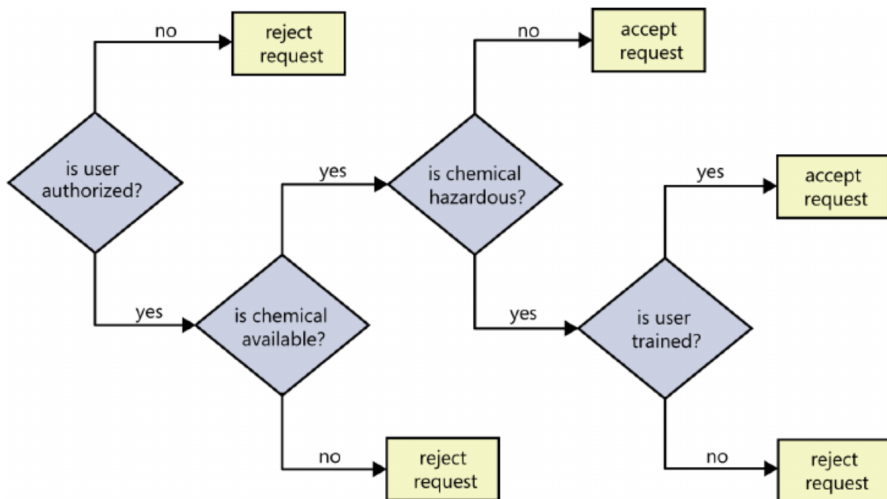 no
reject
request
is user
authorized?
yes
is chemical
available?
yes
no
reject
request
is chemical
hazardous?
no
accept
request
yes
is user
trained?
yes
accept
request
no
reject
request